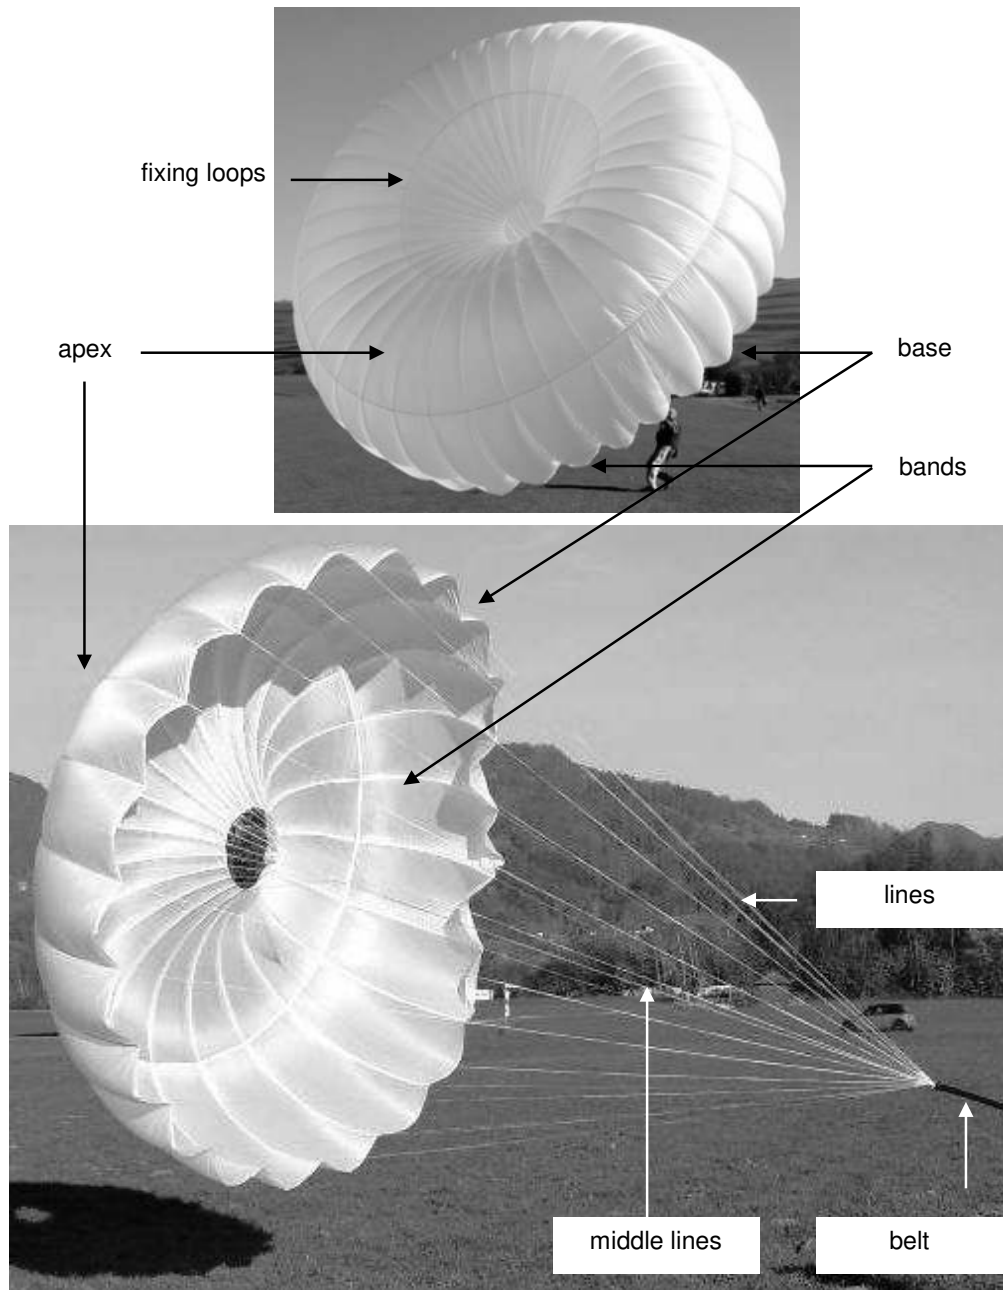 fixing loops
apex
base
bands
lines
middle lines
belt